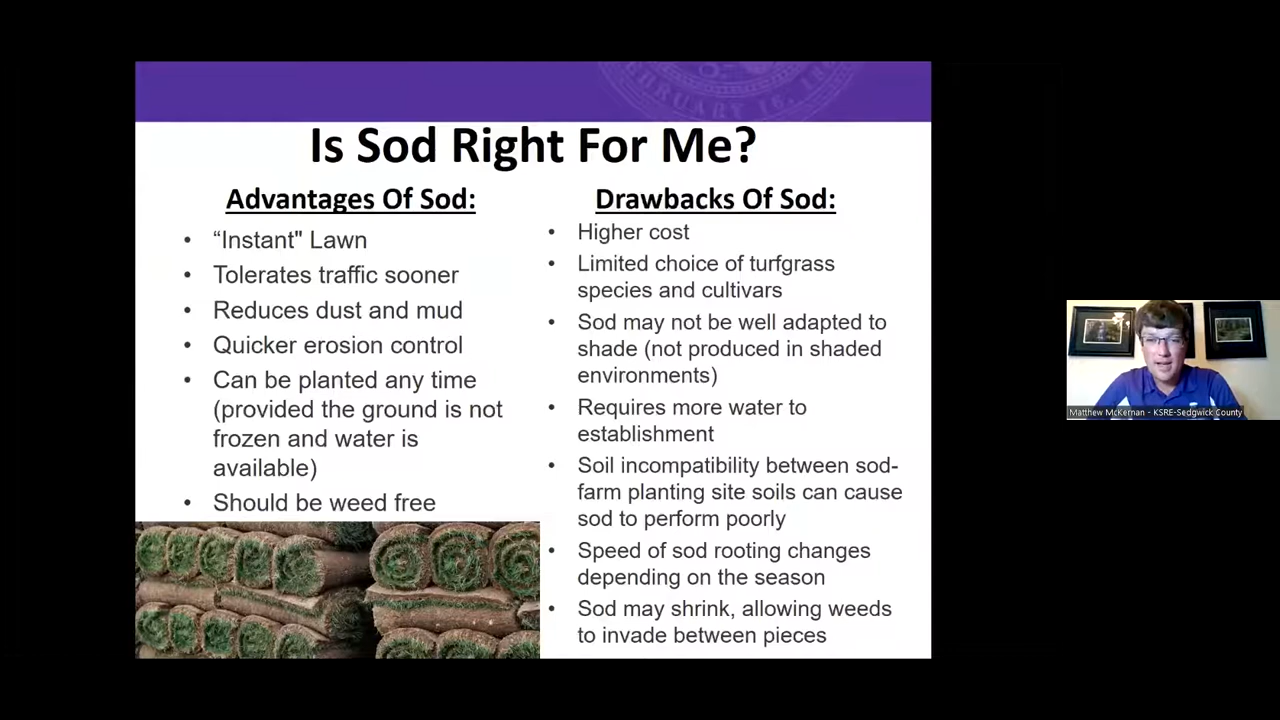 FEBRUARY 16, 186
Is Sod Right For Me?
Advantages Of Sod:
• “Instant" Lawn
• Tolerates traffic sooner
• Reduces dust and mud
• Quicker erosion control
• Can be planted any time
(provided the ground is not
frozen and water is
available)
• Should be weed free
Drawbacks Of Sod:
• Higher cost
• Limited choice of turfgrass
species and cultivars
• Sod may not be well adapted to
shade (not produced in shaded
environments)
• Requires more water to
establishment
• Soil incompatibility between sod-
farm planting site soils can cause
sod to perform poorly
• Speed of sod rooting changes
depending on the season
• Sod may shrink, allowing weeds
to invade between pieces
Matthew McKernan - KSRE-Sedgwick County